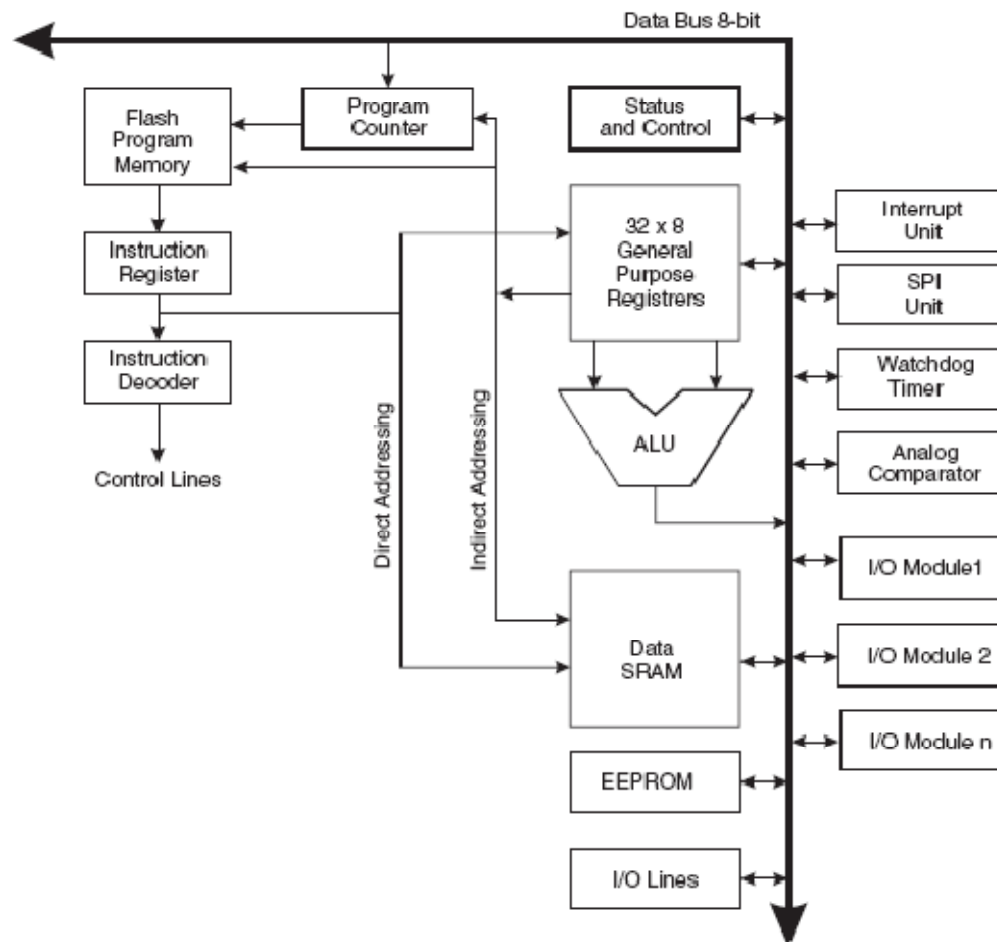 Data Bus 8-bit
Flash
Program
Memory
Program
Counter
Status
and Control
Instruction
Register
32 x 8
General
Purpose
Registrers
Interrupt
Unit
SPI
Unit
Instruction
Decoder
Watchdog
Timer
Control Lines
Direct Addressing
Indirect Addressing
ALU
Analog
Comparator
I/O Module1
Data
SRAM
I/O Module 2
I/O Module n
EEPROM
I/O Lines